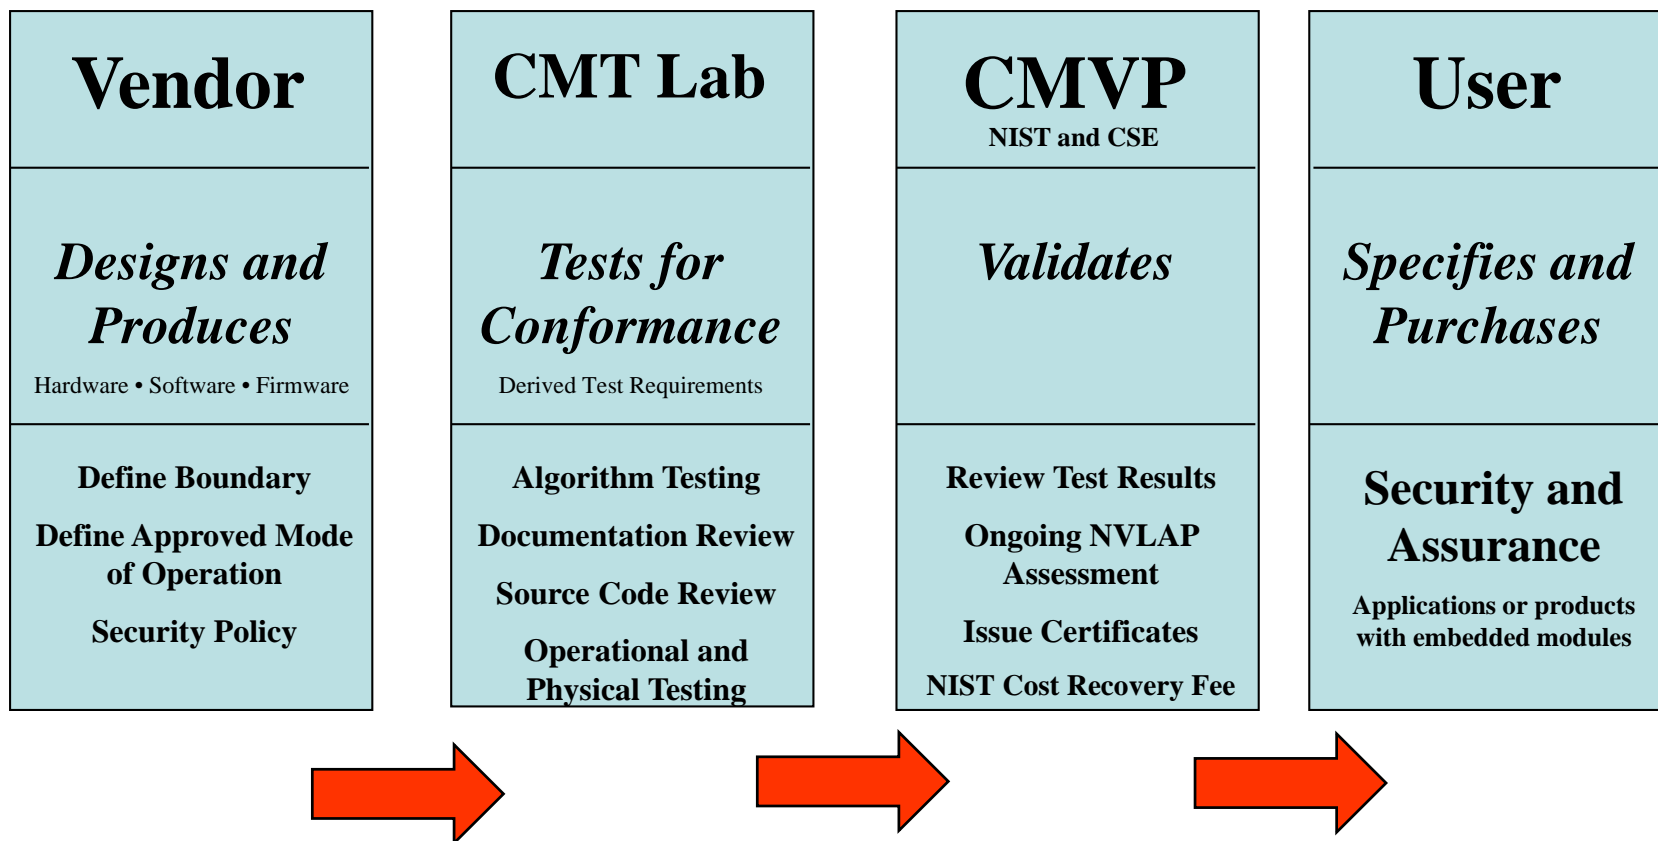 Vendor
Designs and
Produces
Hardware • Software • Firmware
Define Boundary
Define Approved Mode
of Operation
Security Policy
CMT Lab
Tests for
Conformance
Derived Test Requirements
Algorithm Testing
Documentation Review
Source Code Review
Operational and
Physical Testing
CMVP
NIST and CSE
Validates
Review Test Results
Ongoing NVLAP
Assessment
Issue Certificates
NIST Cost Recovery Fee
User
Specifies and
Purchases
Security and
Assurance
Applications or products
with embedded modules